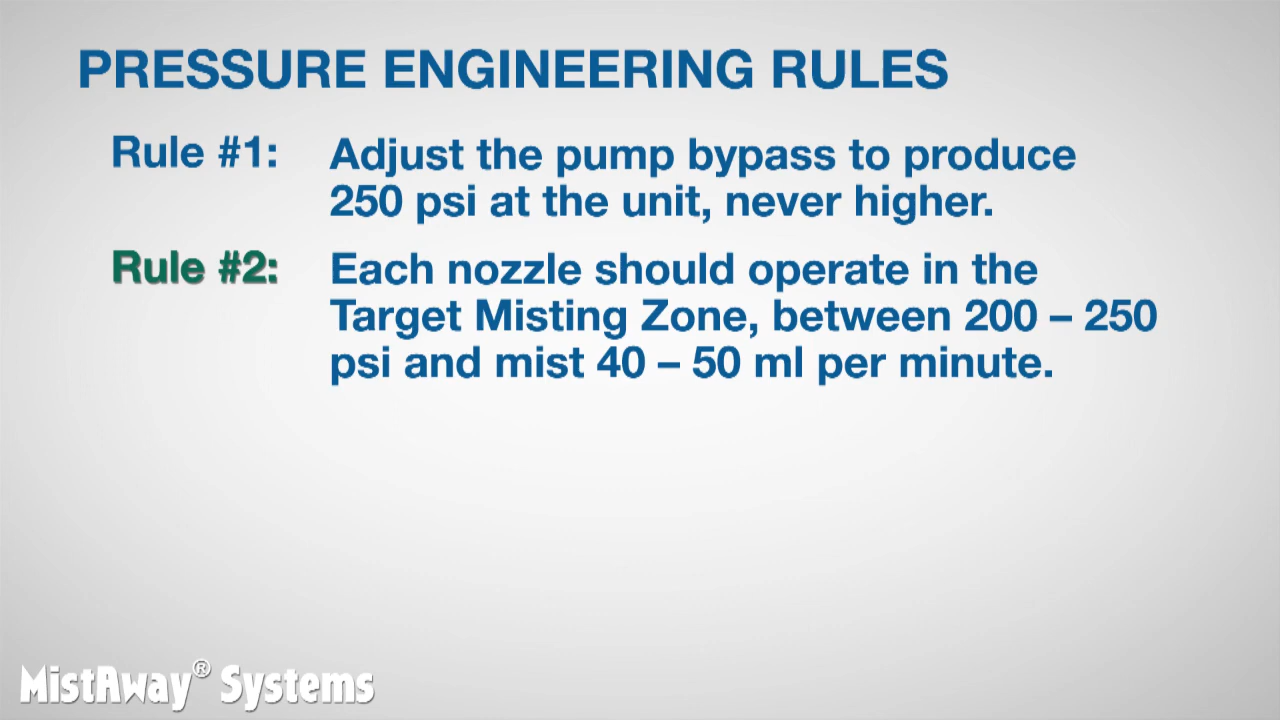 PRESSURE ENGINEERING RULES
Rule #1: Adjust the pump bypass to produce
250 psi at the unit, never higher.
Rule #2: Each nozzle should operate in the
Target Misting Zone, between 200 – 250
psi and mist 40 – 50 ml per minute.
MistAway® Systems